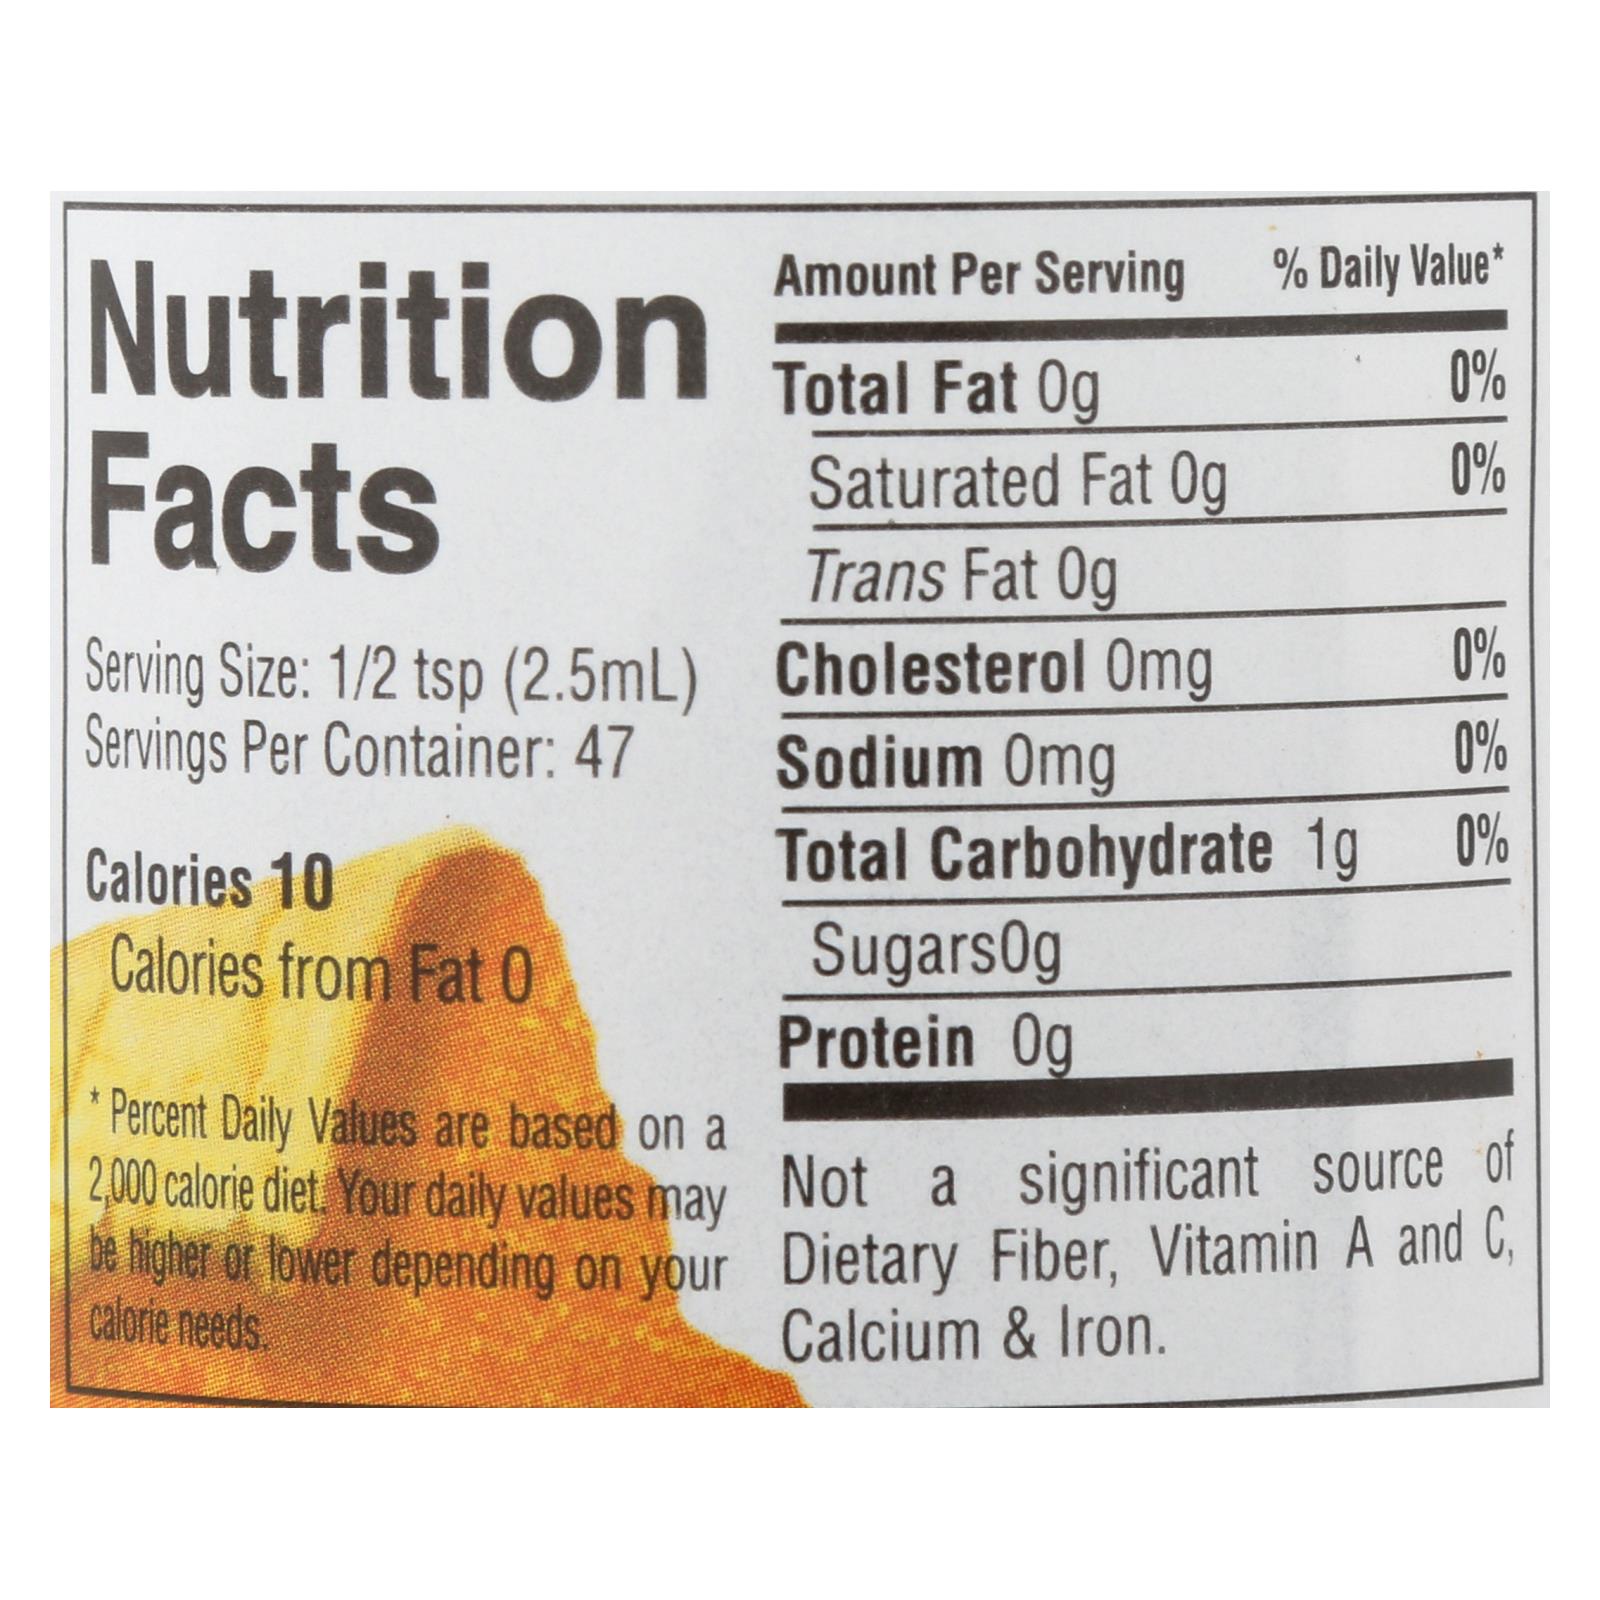 Nutrition
Facts
Serving Size: 1/2 tsp (2.5mL)
Servings Per Container: 47
Calories 10
Calories from Fat 0
* Percent Daily Values are based on a
2,000 calorie diet. Your daily values may
be higher or lower depending on your
calorie needs.
Amount Per Serving % Daily Value*
Total Fat 0g 0%
Saturated Fat 0g 0%
Trans Fat 0g
Cholesterol 0mg 0%
Sodium 0mg 0%
Total Carbohydrate 1g 0%
Sugars0g
Protein 0g
Not a significant source of
Dietary Fiber, Vitamin A and C,
Calcium & Iron.